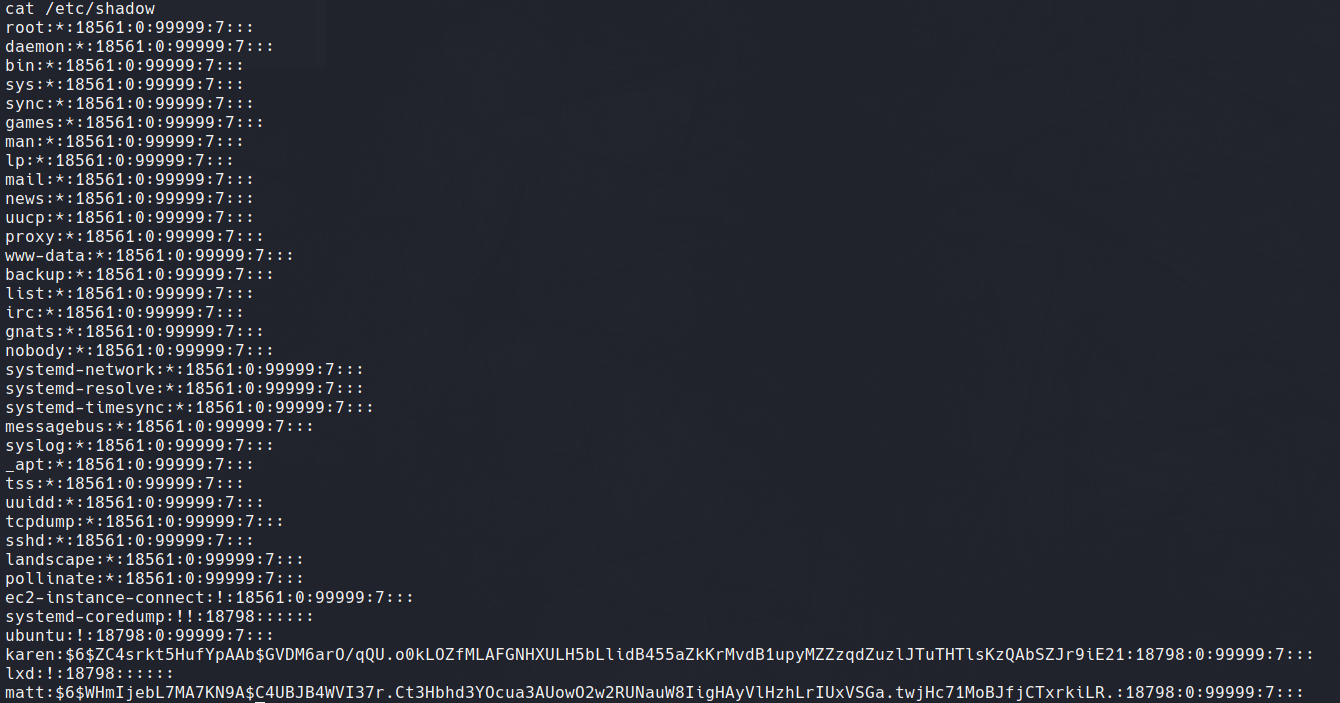 cat /etc/shadow
root:*:18561:0:99999:7:::
daemon:*:18561:0:99999:7:::
bin:*:18561:0:99999:7:::
sys:*:18561:0:99999:7:::
sync:*:18561:0:99999:7:::
games:*:18561:0:99999:7:::
man:*:18561:0:99999:7:::
lp:*:18561:0:99999:7:::
mail:*:18561:0:99999:7:::
news:*:18561:0:99999:7:::
uucp:*:18561:0:99999:7:::
proxy:*:18561:0:99999:7:::
www-data:*:18561:0:99999:7:::
backup:*:18561:0:99999:7:::
list:*:18561:0:99999:7:::
irc:*:18561:0:99999:7:::
gnats:*:18561:0:99999:7:::
nobody:*:18561:0:99999:7:::
systemd-network:*:18561:0:99999:7:::
systemd-resolve:*:18561:0:99999:7:::
systemd-timesync:*:18561:0:99999:7:::
messagebus:*:18561:0:99999:7:::
syslog:*:18561:0:99999:7:::
_apt:*:18561:0:99999:7:::
tss:*:18561:0:99999:7:::
uuidd:*:18561:0:99999:7:::
tcpdump:*:18561:0:99999:7:::
sshd:*:18561:0:99999:7:::
landscape:*:18561:0:99999:7:::
pollinate:*:18561:0:99999:7:::
ec2-instance-connect:!:18561:0:99999:7:::
systemd-coredump:!!:18798::::::
ubuntu:!:18798:0:99999:7:::
karen:$6$ZC4srkt5HufYpAAb$GVDM6arO/qQU.o0kLOZfMLAFGNHXULH5bLlidB455aZkKrMvdB1upyMZZzqdZuzlJTuTHTlsKzQAbSZJr9iE21:18798:0:99999:7:::
lxd:!:18798::::::
matt:$6$WHmIjebL7MA7KN9A$C4UBJB4WVI37r.Ct3Hbhd3YOcua3AUowO2w2RUNauW8IigHAyVlHzhLrIUxVSGa.twjHc71MoBJfjCTxrkiLR.:18798:0:99999:7:::